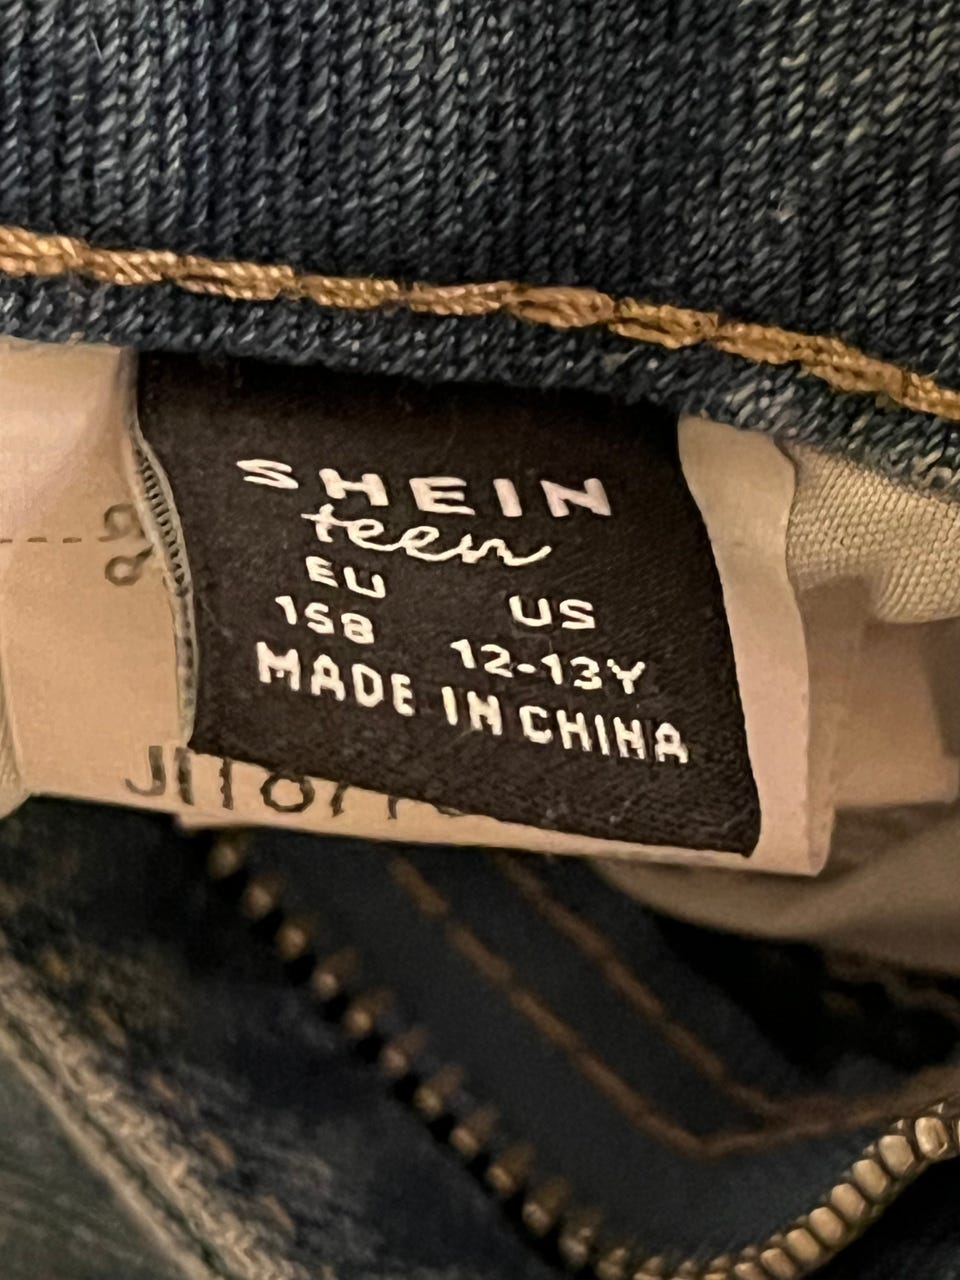 SHEIN
teen
EU US
158 12-13Y
MADE IN CHINA